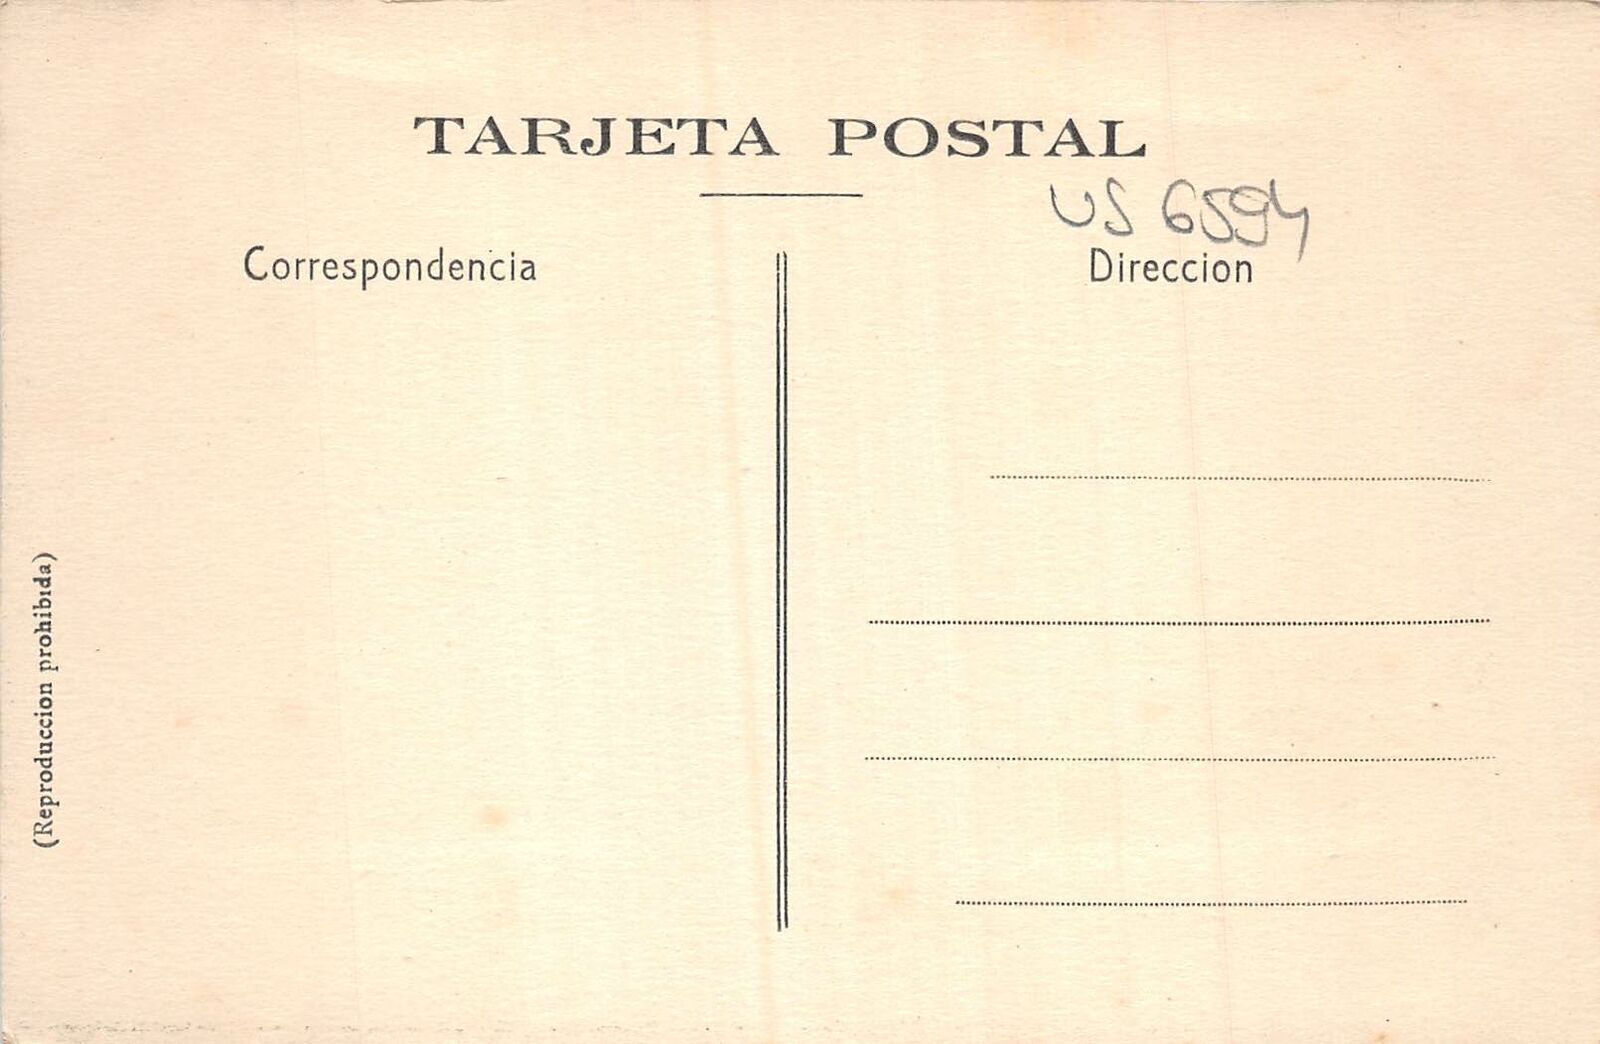 TARJETA POSTAL
US 6594
Correspondencia
Direccion
(Reproduccion prohibida)